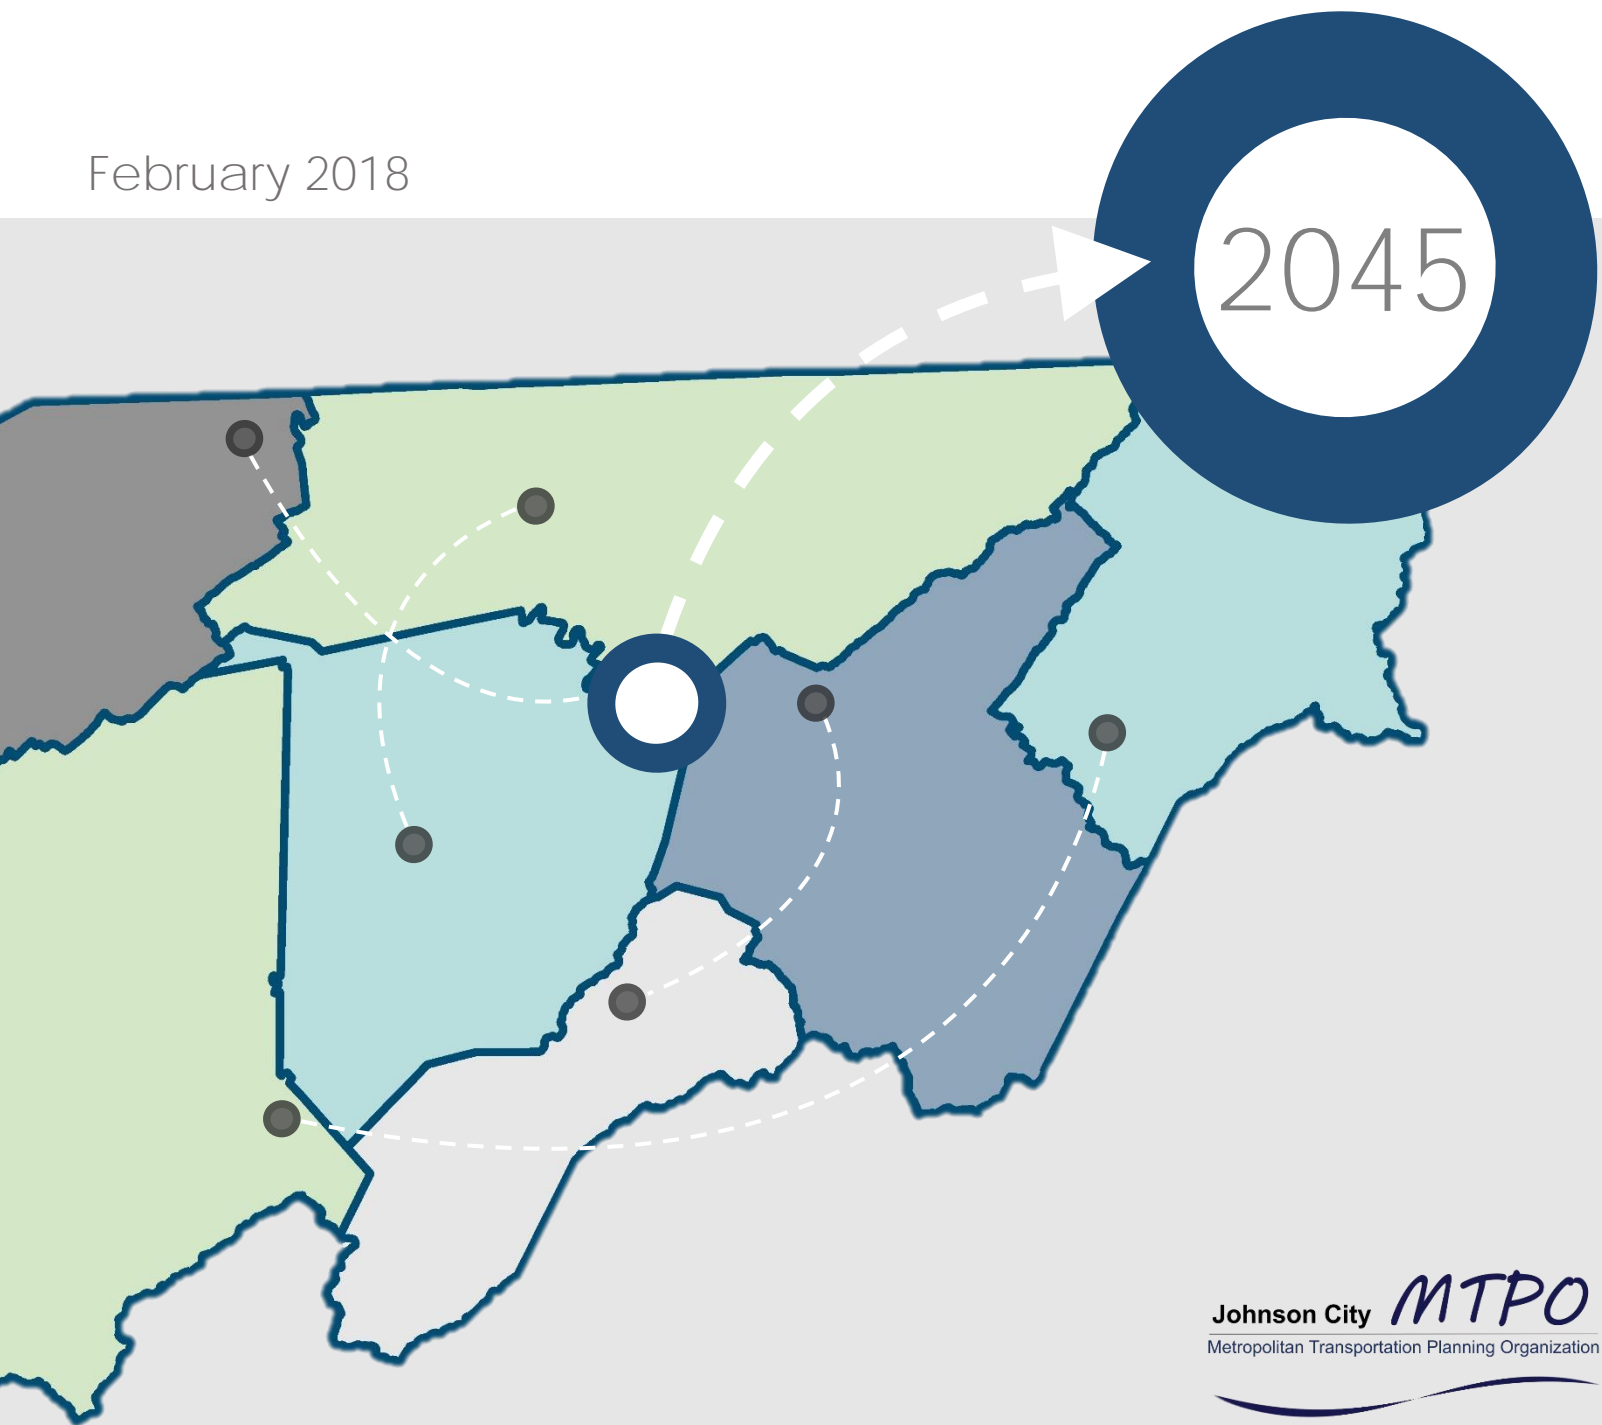 February 2018
2045
Johnson City MTPO
Metropolitan Transportation Planning Organization